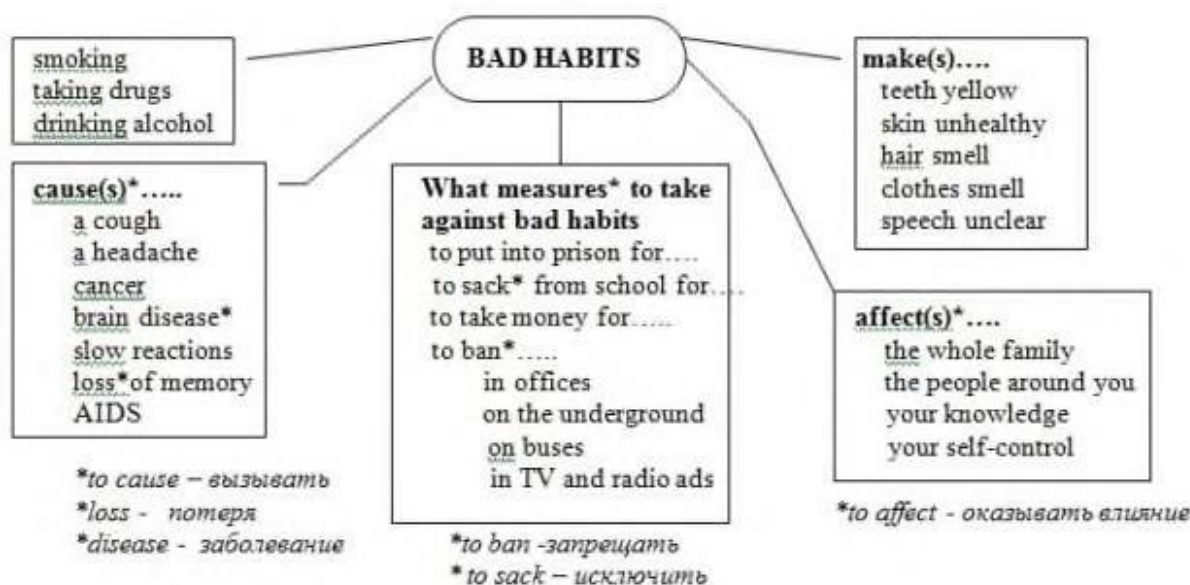 BAD HABITS
smoking
taking drugs
drinking alcohol
cause(s)*.....
a cough
a headache
cancer
brain disease*
slow reactions
loss*of memory
AIDS
*to cause – вызывать
*loss - потеря
*disease - заболевание
What measures* to take
against bad habits
to put into prison for....
to sack* from school for....
to take money for.....
to ban*.....
in offices
on the underground
on buses
in TV and radio ads
*to ban -запрещать
* to sack – исключить
make(s)....
teeth yellow
skin unhealthy
hair smell
clothes smell
speech unclear
affect(s)*....
the whole family
the people around you
your knowledge
your self-control
*to affect - оказывать влияние